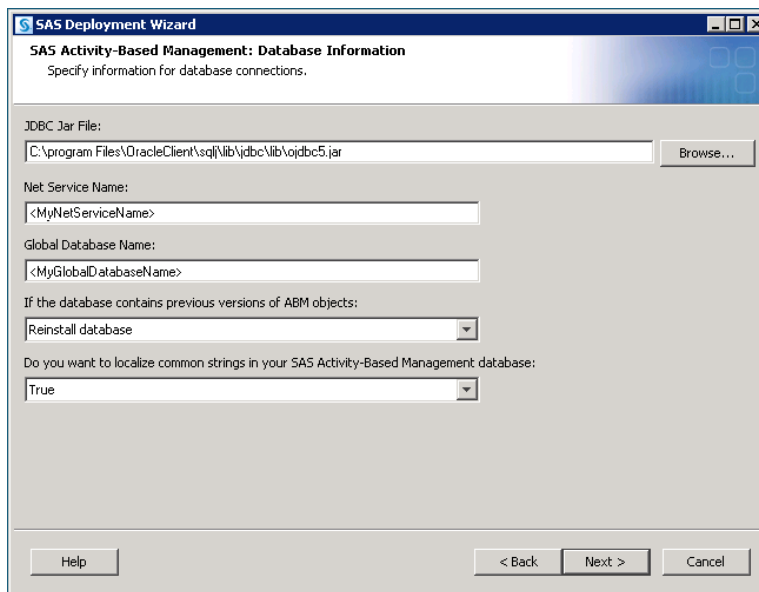 SAS Deployment Wizard
SAS Activity-Based Management: Database Information
Specify information for database connections.
JDBC Jar File:
C:\program Files\OracleClient\sqlj\lib\jdbc\lib\ojdbc5.jar
Browse...
Net Service Name:
<MyNetServiceName>
Global Database Name:
<MyGlobalDatabaseName>
If the database contains previous versions of ABM objects:
Reinstall database
Do you want to localize common strings in your SAS Activity-Based Management database:
True
Help
< Back
Next >
Cancel